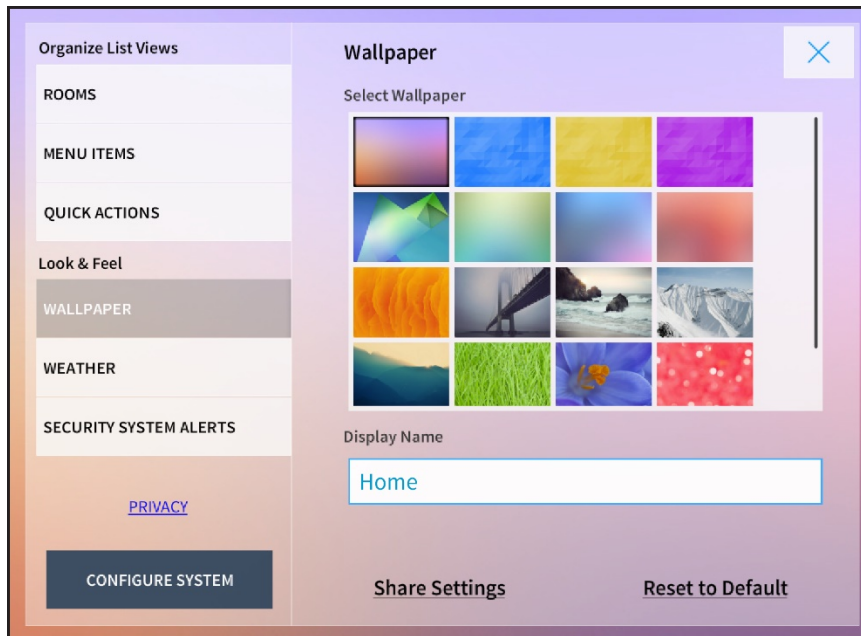 Organize List Views
ROOMS
MENU ITEMS
QUICK ACTIONS
Look & Feel
WALLPAPER
WEATHER
SECURITY SYSTEM ALERTS
PRIVACY
CONFIGURE SYSTEM
Wallpaper
Select Wallpaper
Display Name
Home
Share Settings
Reset to Default